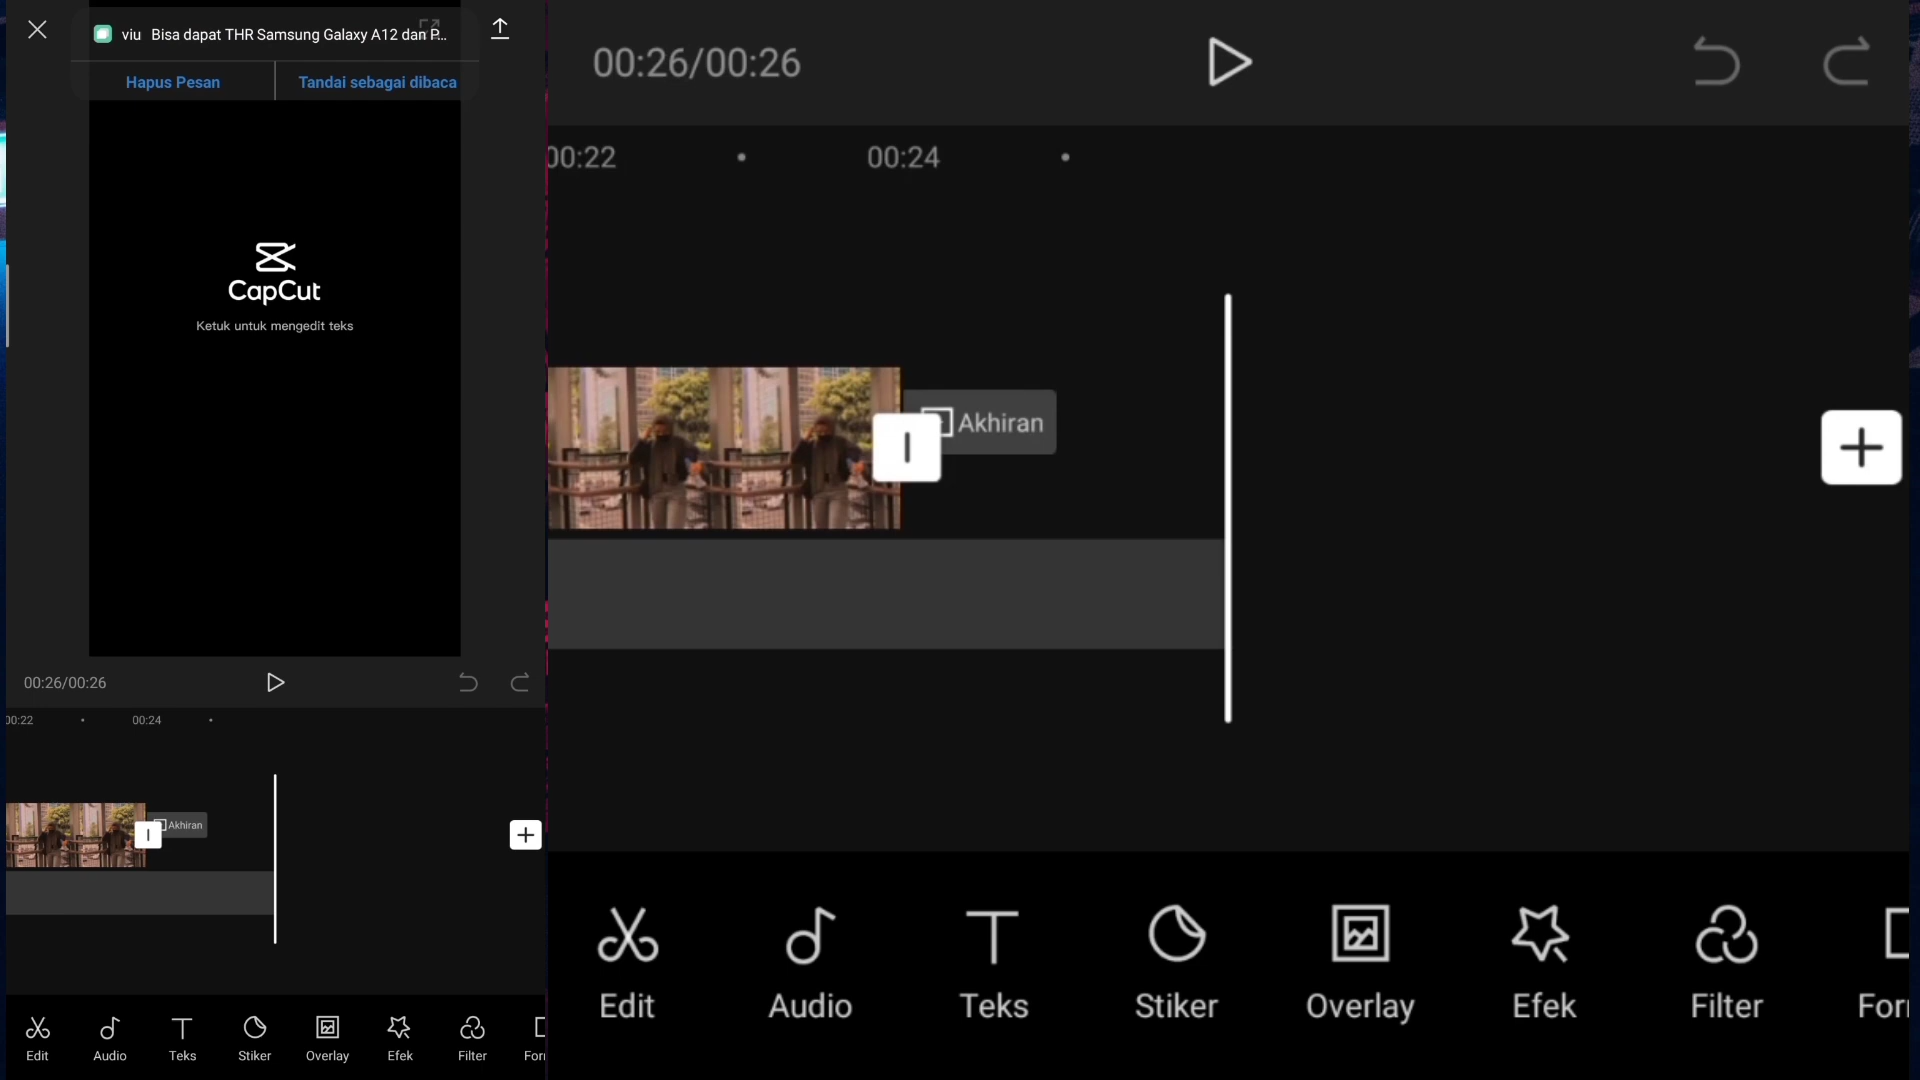 viu Bisa dapat THR Samsung Galaxy A12 dan P...
Hapus Pesan
Tandai sebagai dibaca
CapCut
Ketuk untuk mengedit teks
00:26/00:26
00:22
00:24
Akhiran
Edit
Audio
Teks
Stiker
Overlay
Efek
Filter
Forr
00:26/00:26
00:22
00:24
Akhiran
Edit
Audio
Teks
Stiker
Overlay
Efek
Filter